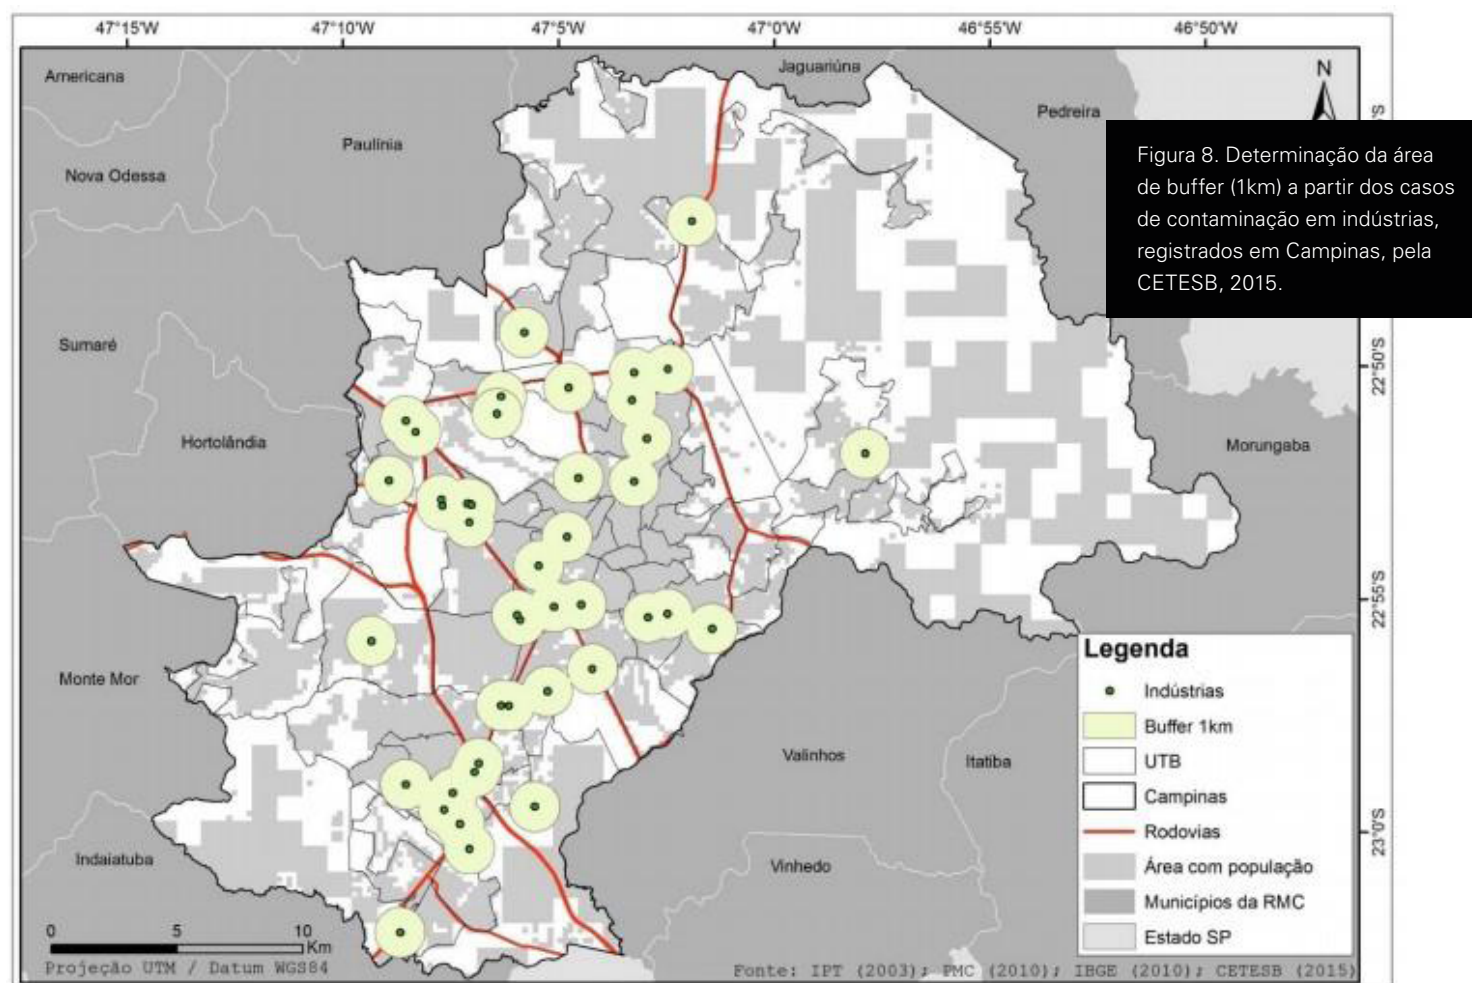 47°15'W 47°10'W 47°5'W 47°0'W 46°55'W 46°50'W
Americana
Jaguariúna
N
Pedreira
Paulínia
Nova Odessa
Figura 8. Determinação da área
de buffer (1km) a partir dos casos
de contaminação em indústrias,
registrados em Campinas, pela
CETESB, 2015.
Sumaré
22°50'S
Hortolândia
Morungaba
22°55'S
Monte Mor
Valinhos
Itatiba
Indaiatuba
Vinhedo
23°0'S
Legenda
Indústrias
Buffer 1km
UTB
Campinas
Rodovias
Área com população
Municípios da RMC
Estado SP
0 5 10
Km
Projeção UTM / Datum WGS84
Fonte: IPT (2003); PMC (2010); IBGE (2010); CETESB (2015)